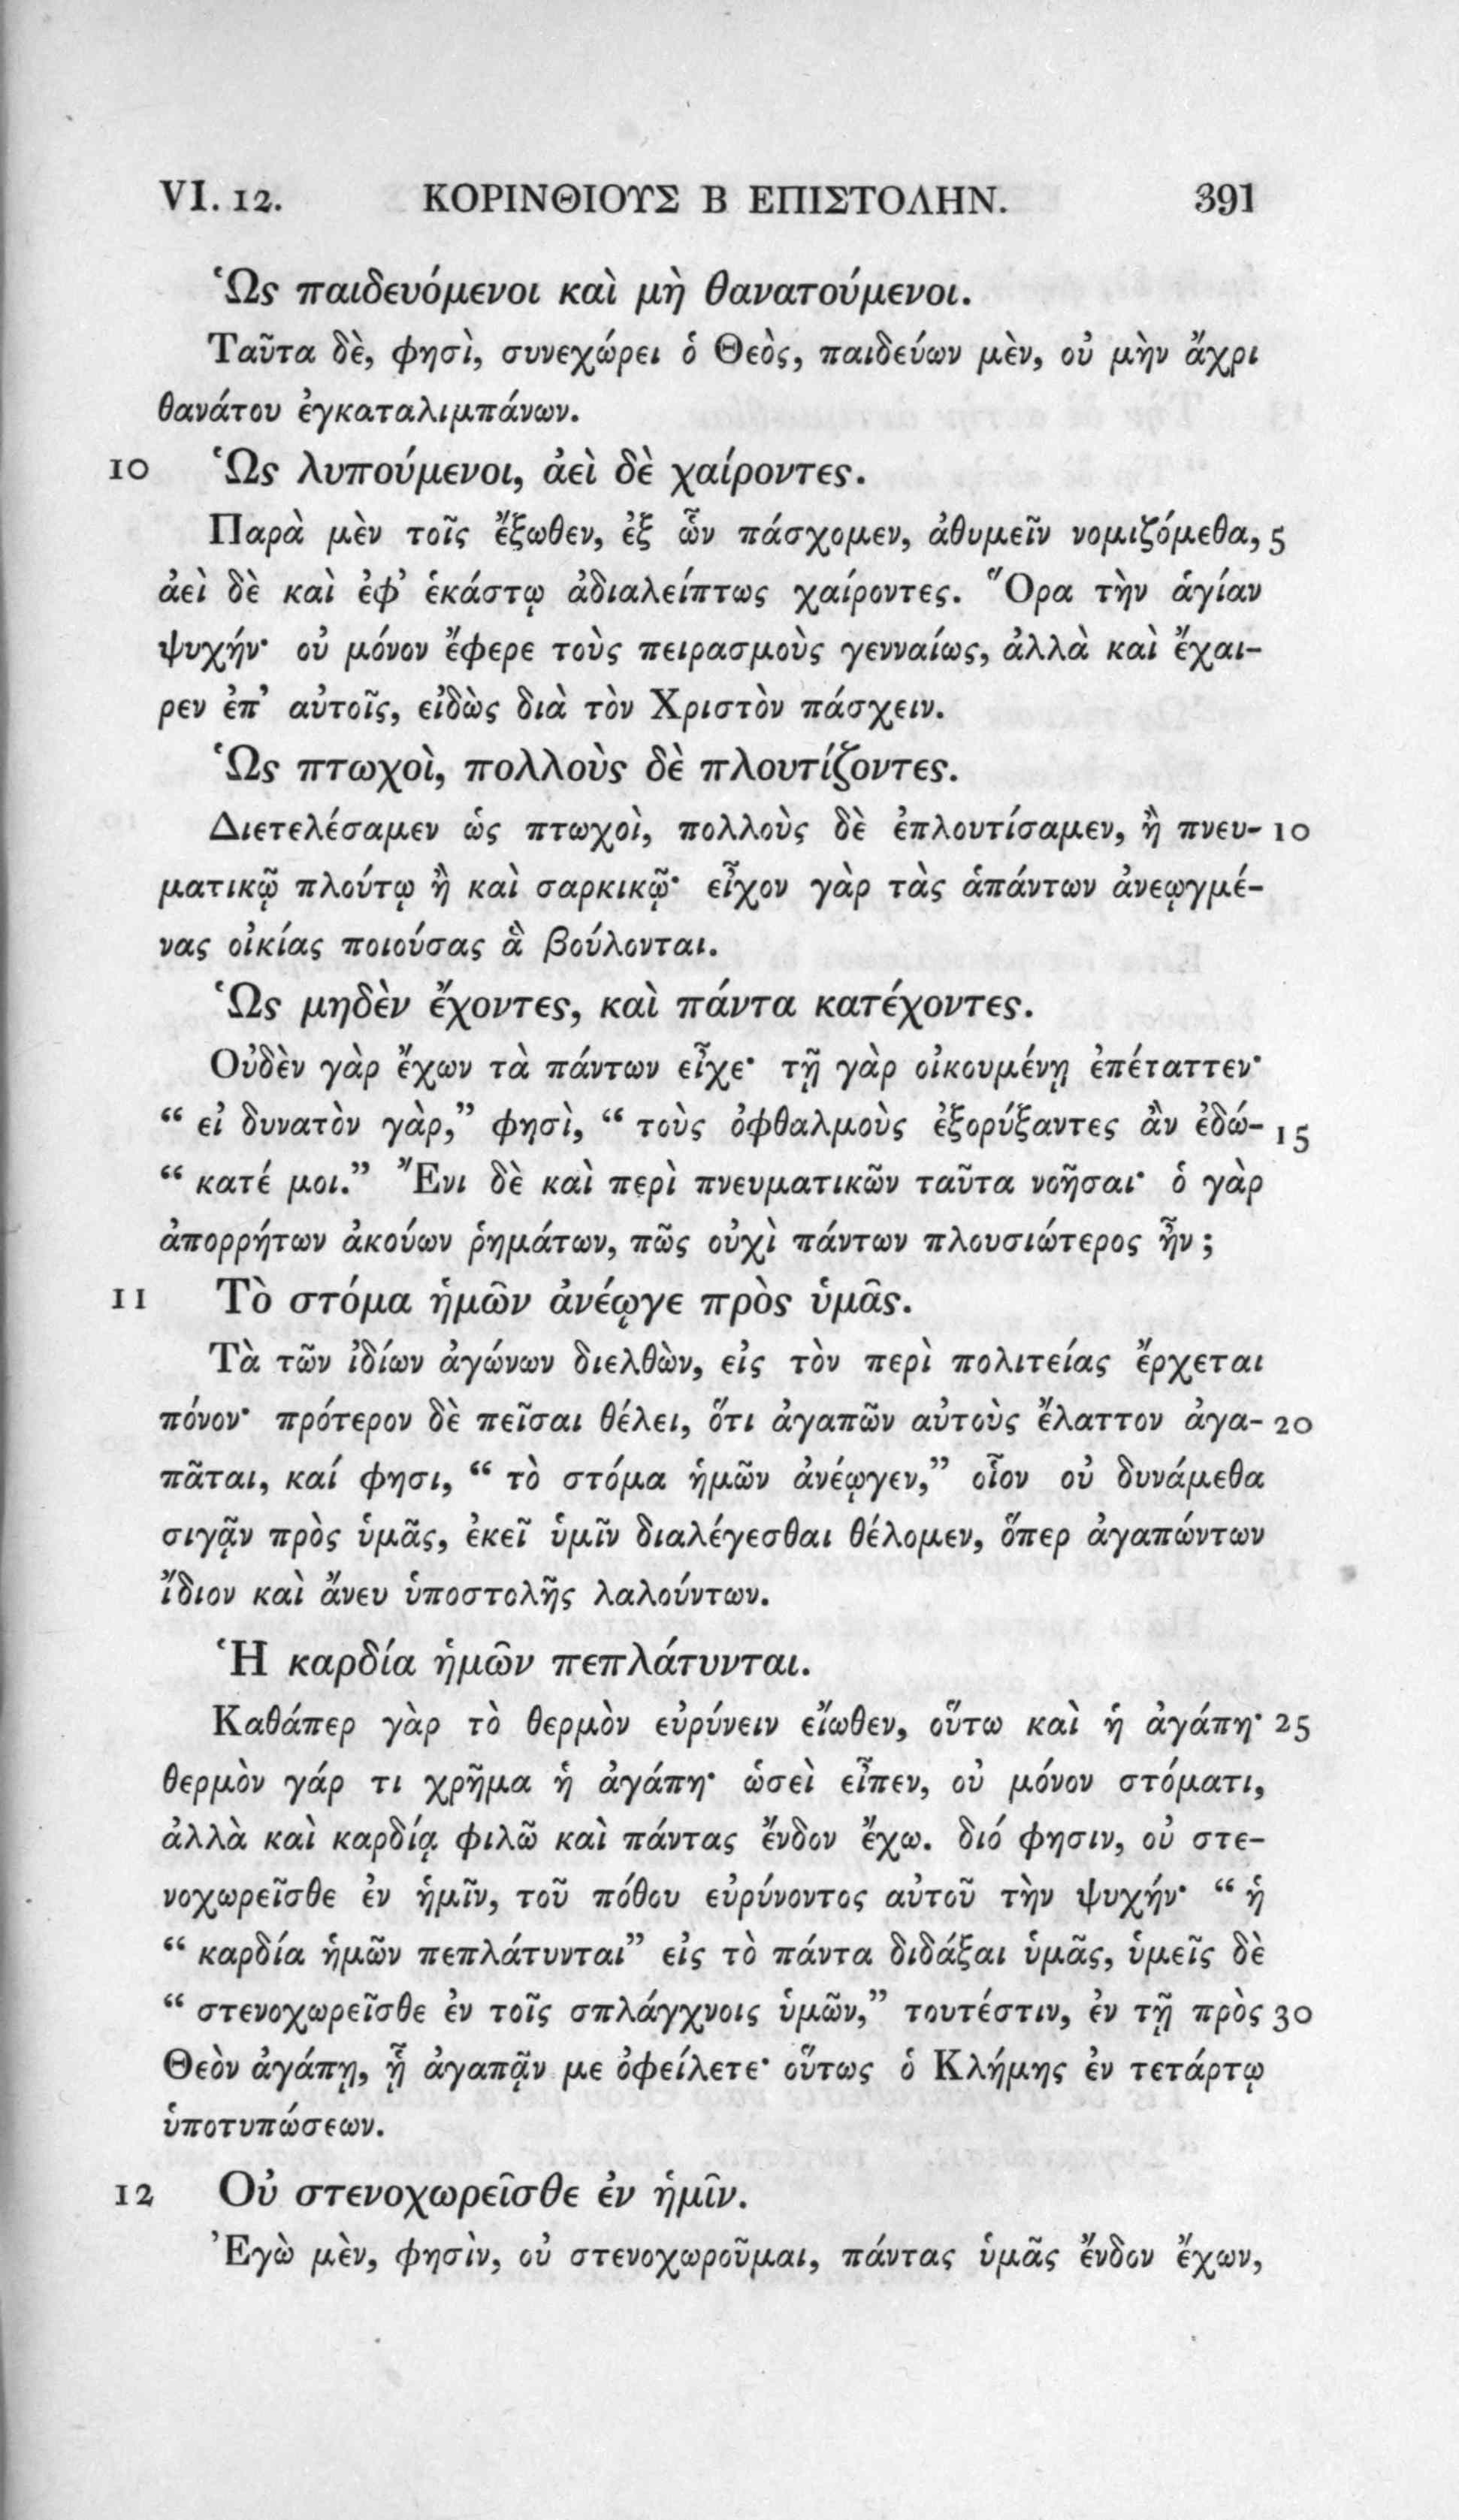 VI. 12. ΚΟΡΙΝΘΙΟΥΣ Β ΕΠΙΣΤΟΛΗΝ. 391
Ὡς παιδευόμενοι καὶ μὴ θανατούμενοι.
Ταῦτα δὲ, φησὶ, συνεχώρει ὁ Θεὸς, παιδεύων μὲν, οὐ μὴν ἄχρι
θανάτου ἐγκαταλιμπάνων.
10 Ὡς λυπούμενοι, ἀεὶ δὲ χαίροντες.
Παρὰ μὲν τοῖς ἔξωθεν, ἐξ ὧν πάσχομεν, ἀθυμεῖν νομιζόμεθα, 5
ἀεὶ δὲ καὶ ἐφ’ ἑκάστῳ ἀδιαλείπτως χαίροντες. Ὅρα τὴν ἁγίαν
ψυχήν· οὐ μόνον ἔφερε τοὺς πειρασμοὺς γενναίως, ἀλλὰ καὶ ἔχαι-
ρεν ἐπ’ αὐτοῖς, εἰδὼς διὰ τὸν Χριστὸν πάσχειν.
Ὡς πτωχοὶ, πολλοὺς δὲ πλουτίζοντες.
Διετελέσαμεν ὡς πτωχοὶ, πολλοὺς δὲ ἐπλουτίσαμεν, ἢ πνευ- 10
ματικῷ πλούτῳ ἢ καὶ σαρκικῷ· εἶχον γὰρ τὰς ἁπάντων ἀνεῳγμέ-
νας οἰκίας ποιούσας ἃ βούλονται.
Ὡς μηδὲν ἔχοντες, καὶ πάντα κατέχοντες.
Οὐδὲν γὰρ ἔχων τὰ πάντων εἶχε· τῇ γὰρ οἰκουμένῃ ἐπέταττεν·
“ εἰ δυνατὸν γὰρ,” φησὶ, “ τοὺς ὀφθαλμοὺς ἐξορύξαντες ἂν ἐδώ- 15
“ κατέ μοι.” Ἔνι δὲ καὶ περὶ πνευματικῶν ταῦτα νοῆσαι· ὁ γὰρ
ἀπορρήτων ἀκούων ῥημάτων, πῶς οὐχὶ πάντων πλουσιώτερος ἦν ;
11 Τὸ στόμα ἡμῶν ἀνέῳγε πρὸς ὑμᾶς.
Τὰ τῶν ἰδίων ἀγώνων διελθὼν, εἰς τὸν περὶ πολιτείας ἔρχεται
πόνον· πρότερον δὲ πεῖσαι θέλει, ὅτι ἀγαπῶν αὐτοὺς ἔλαττον ἀγα- 20
πᾶται, καί φησι, “ τὸ στόμα ἡμῶν ἀνέῳγεν,” οἷον οὐ δυνάμεθα
σιγᾷν πρὸς ὑμᾶς, ἐκεῖ ὑμῖν διαλέγεσθαι θέλομεν, ὅπερ ἀγαπώντων
ἴδιον καὶ ἄνευ ὑποστολῆς λαλούντων.
Ἡ καρδία ἡμῶν πεπλάτυνται.
Καθάπερ γὰρ τὸ θερμὸν εὐρύνειν εἴωθεν, οὕτω καὶ ἡ ἀγάπη· 25
θερμὸν γάρ τι χρῆμα ἡ ἀγάπη· ὡσεὶ εἶπεν, οὐ μόνον στόματι,
ἀλλὰ καὶ καρδίᾳ φιλῶ καὶ πάντας ἔνδον ἔχω. διό φησιν, οὐ στε-
νοχωρεῖσθε ἐν ἡμῖν, τοῦ πόθου εὐρύνοντος αὐτοῦ τὴν ψυχήν· “ ἡ
“ καρδία ἡμῶν πεπλάτυνται” εἰς τὸ πάντα διδάξαι ὑμᾶς, ὑμεῖς δὲ
“ στενοχωρεῖσθε ἐν τοῖς σπλάγχνοις ὑμῶν,” τουτέστιν, ἐν τῇ πρὸς 30
Θεὸν ἀγάπῃ, ᾗ ἀγαπᾷν με ὀφείλετε· οὕτως ὁ Κλήμης ἐν τετάρτῳ
ὑποτυπώσεων.
12 Οὐ στενοχωρεῖσθε ἐν ἡμῖν.
Ἐγὼ μὲν, φησὶν, οὐ στενοχωροῦμαι, πάντας ὑμᾶς ἔνδον ἔχων,